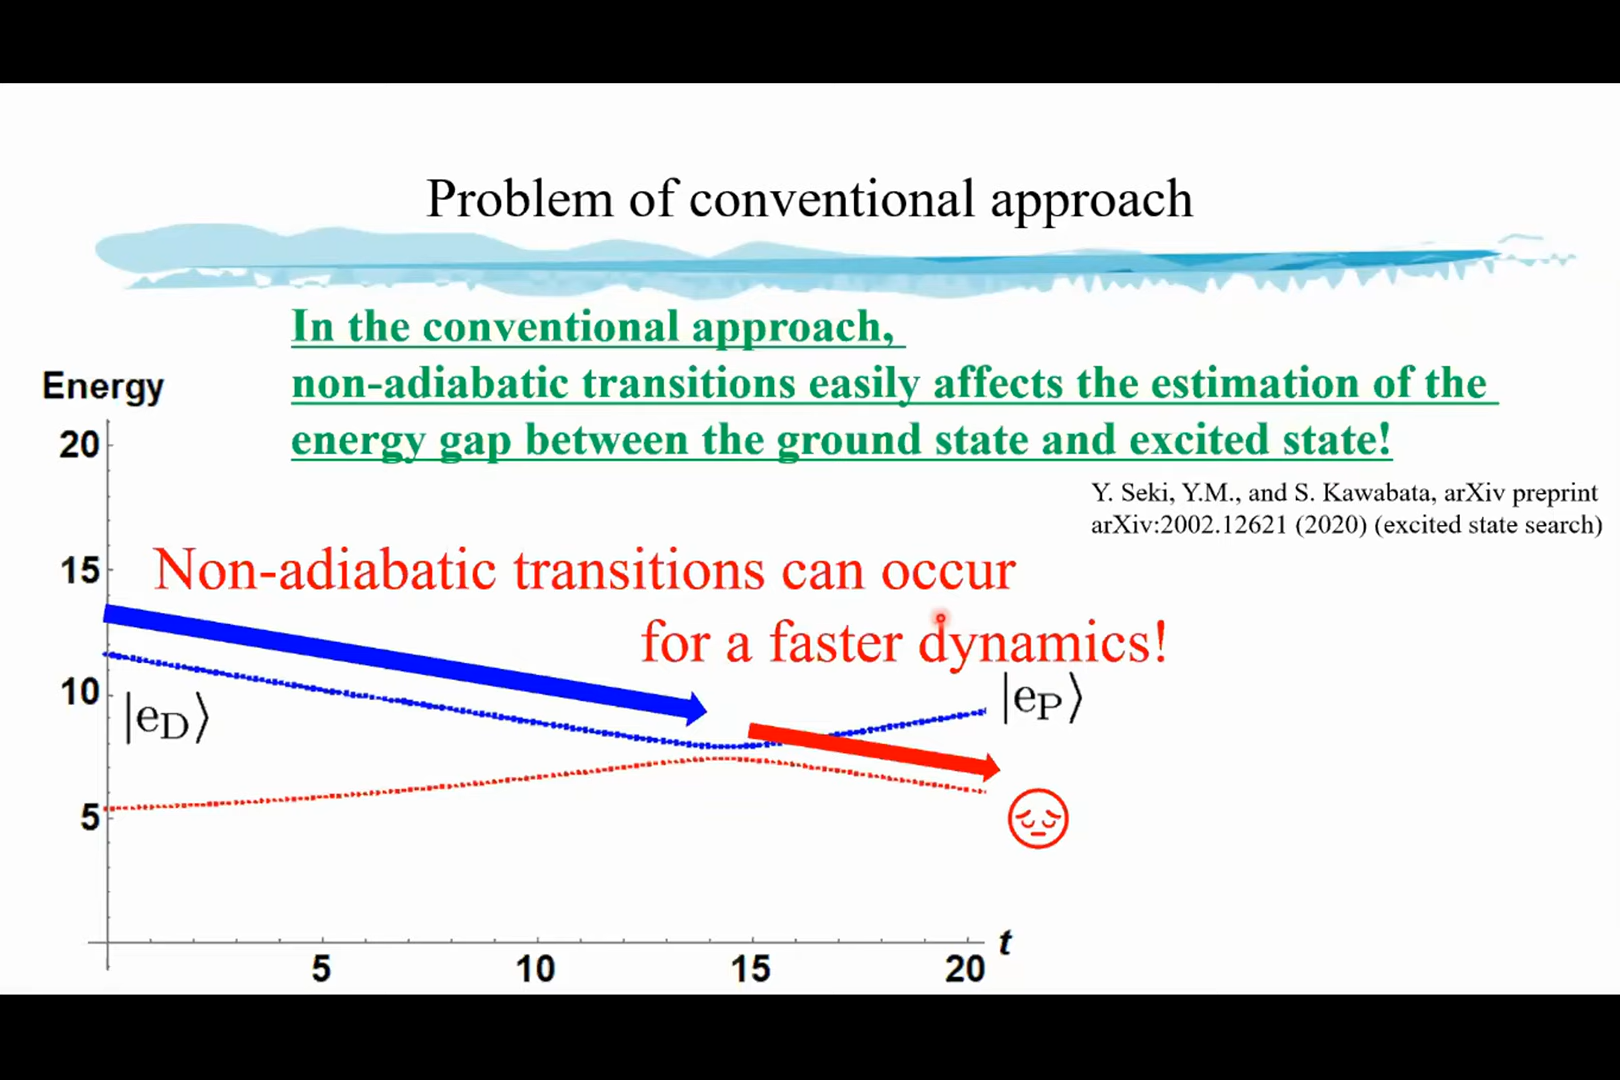 Problem of conventional approach
In the conventional approach,
non-adiabatic transitions easily affects the estimation of the
energy gap between the ground state and excited state!
Y. Seki, Y.M., and S. Kawabata, arXiv preprint
arXiv:2002.12621 (2020) (excited state search)
Energy
20
15
10
5
Non-adiabatic transitions can occur
for a faster dynamics!
|e_D⟩
|e_P⟩
5 10 15 20
t